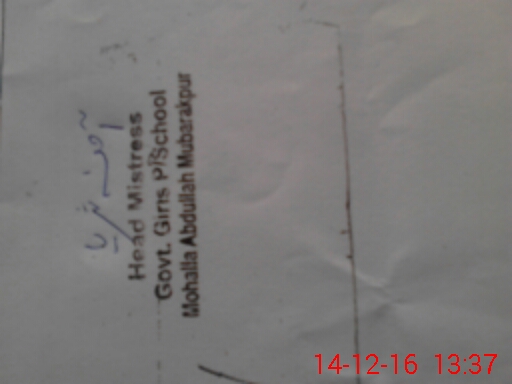 Head Mistress
Govt. Girls P/School
Mohalla Abdullah Mubarakpur
14-12-16 13:37